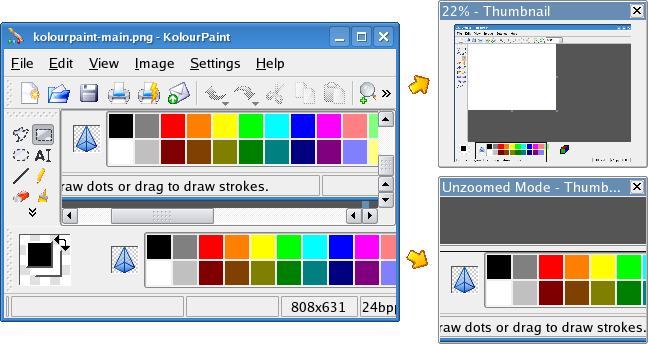 kolourpaint-main.png - KolourPaint
File Edit View Image Settings Help
»
A
raw dots or drag to draw strokes.
808x631
24bpp
22% - Thumbnail
Unzoomed Mode - Thumb...
raw dots or drag to draw strokes.